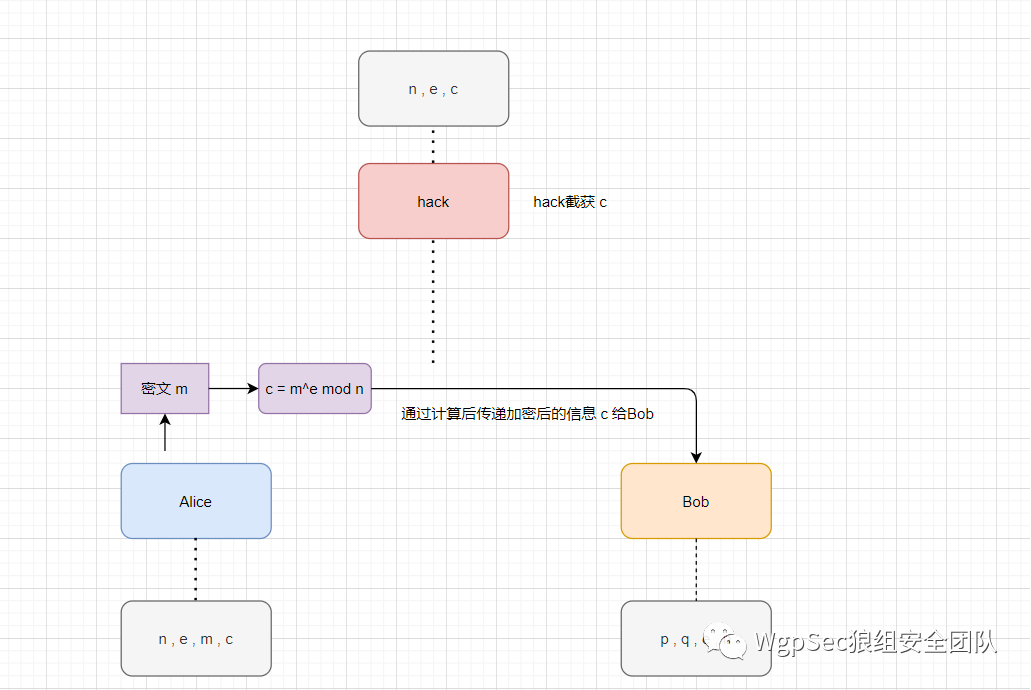 n , e , c
hack
hack截获 c
密文 m
c = m^e mod n
通过计算后传递加密后的信息 c 给Bob
Alice
Bob
n , e , m , c
p , q ,
WgpSec狼组安全团队